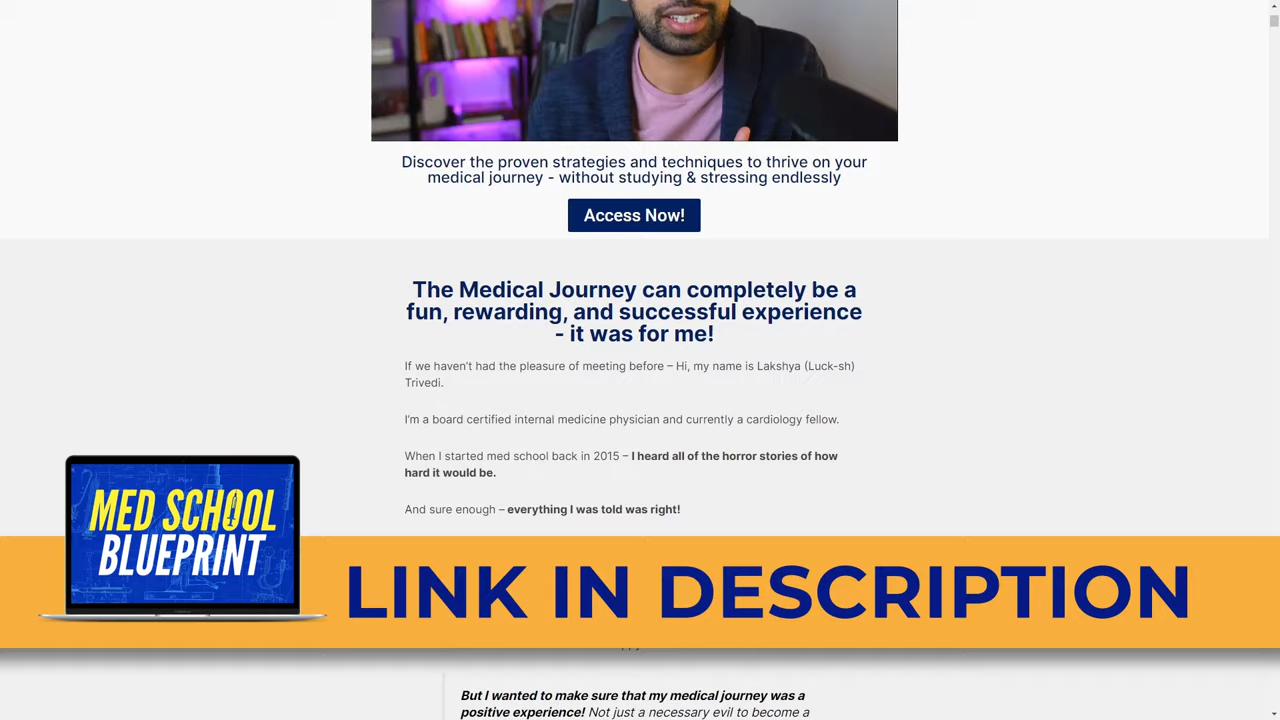 Discover the proven strategies and techniques to thrive on your
medical journey - without studying & stressing endlessly
Access Now!
The Medical Journey can completely be a
fun, rewarding, and successful experience
- it was for me!
If we haven't had the pleasure of meeting before – Hi, my name is Lakshya (Luck-sh)
Trivedi.
I'm a board certified internal medicine physician and currently a cardiology fellow.
When I started med school back in 2015 – I heard all of the horror stories of how
hard it would be.
And sure enough – everything I was told was right!
MED SCHOOL
BLUEPRINT
LINK IN DESCRIPTION
But I wanted to make sure that my medical journey was a
positive experience! Not just a necessary evil to become a